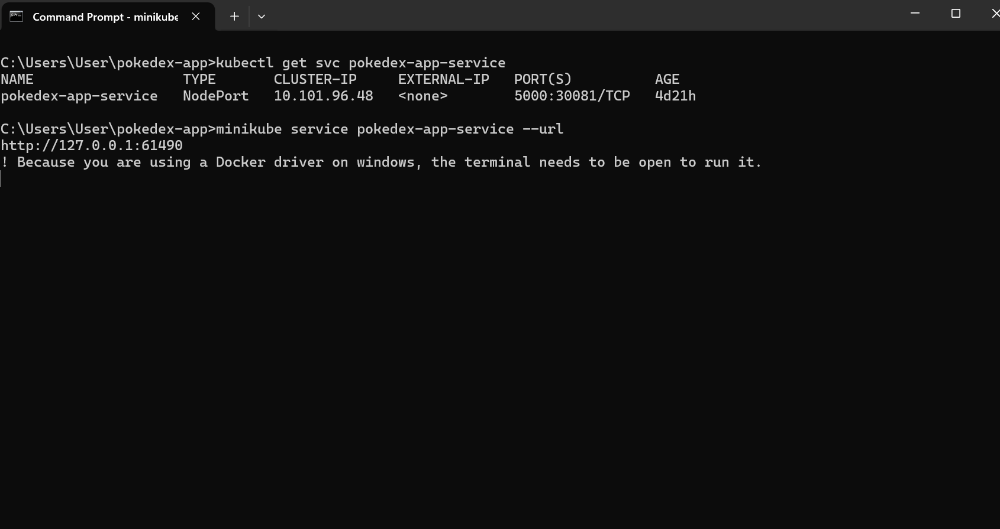 Command Prompt - minikube
C:\Users\User\pokedex-app>kubectl get svc pokedex-app-service
NAME TYPE CLUSTER-IP EXTERNAL-IP PORT(S) AGE
pokedex-app-service NodePort 10.101.96.48 <none> 5000:30081/TCP 4d21h
C:\Users\User\pokedex-app>minikube service pokedex-app-service --url
http://127.0.0.1:61490
! Because you are using a Docker driver on windows, the terminal needs to be open to run it.